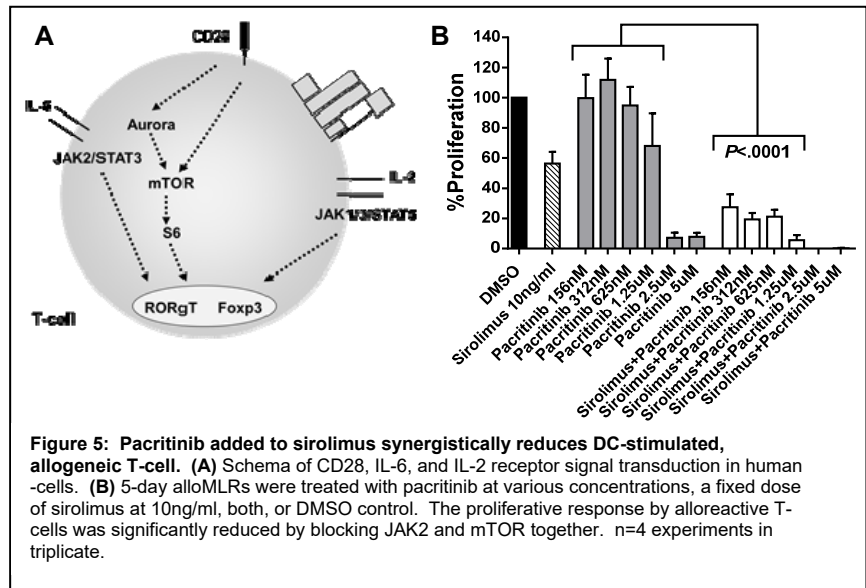 A
CD28
IL-6
Aurora
JAK2/STAT3
mTOR
IL-2
JAK1/3/STAT5
S6
RORgT Foxp3
T-cell
B
%Proliferation
140
120
100
80
60
40
20
0
P<.0001
DMSO
Sirolimus 10ng/ml
Pacritinib 156nM
Pacritinib 312nM
Pacritinib 625nM
Pacritinib 1.25uM
Pacritinib 2.5uM
Pacritinib 5uM
Sirolimus+Pacritinib 156nM
Sirolimus+Pacritinib 312nM
Sirolimus+Pacritinib 625nM
Sirolimus+Pacritinib 1.25uM
Sirolimus+Pacritinib 2.5uM
Sirolimus+Pacritinib 5uM
Figure 5: Pacritinib added to sirolimus synergistically reduces DC-stimulated,
allogeneic T-cell. (A) Schema of CD28, IL-6, and IL-2 receptor signal transduction in human
-cells. (B) 5-day alloMLRs were treated with pacritinib at various concentrations, a fixed dose
of sirolimus at 10ng/ml, both, or DMSO control. The proliferative response by alloreactive T-
cells was significantly reduced by blocking JAK2 and mTOR together. n=4 experiments in
triplicate.